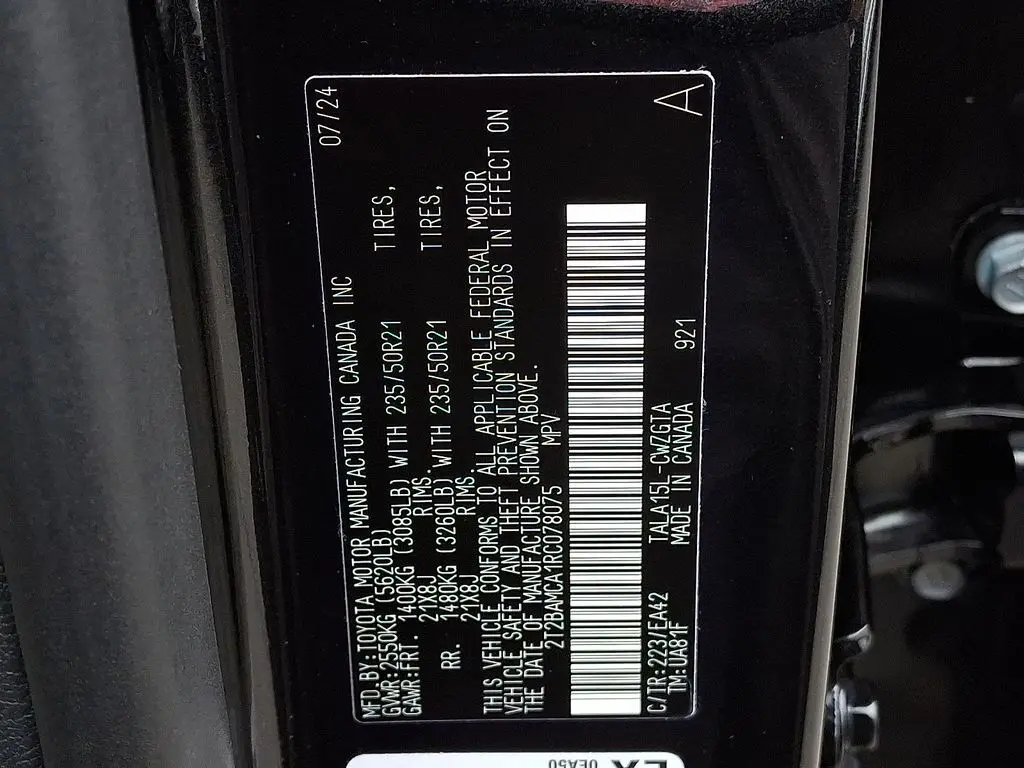 MFD.BY:TOYOTA MOTOR MANUFACTURING CANADA INC 07/24
GVWR:2550KG (5620LB)
GAWR:FRT. 1400KG (3085LB) WITH 235/50R21 TIRES,
21X8J RIMS.
RR. 1480KG (3260LB) WITH 235/50R21 TIRES,
21X8J RIMS.
THIS VEHICLE CONFORMS TO ALL APPLICABLE FEDERAL MOTOR
VEHICLE SAFETY AND THEFT PREVENTION STANDARDS IN EFFECT ON
THE DATE OF MANUFACTURE SHOWN ABOVE.
2T2BAMCA1RC078075 MPV
C/TR:223/EA42 TALA15L-CWZGTA 921
TM:UA81F MADE IN CANADA A
0EA50